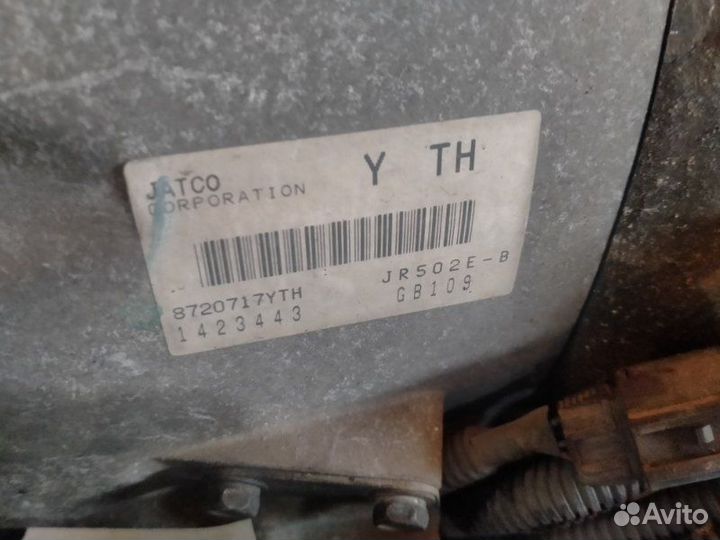 JATCO
CORPORATION
Y TH
8720717YTH
JR502E-B
1423443
GB109
Avito